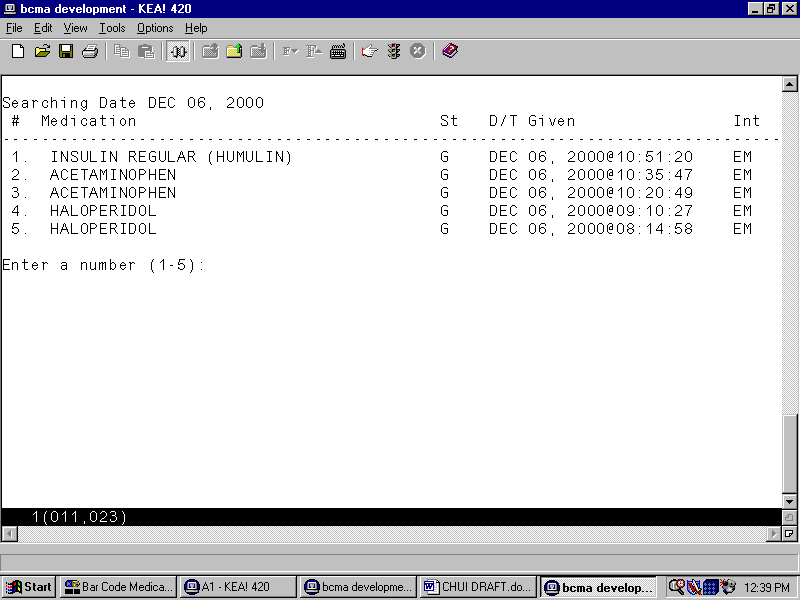 bcma development - KEA! 420
File Edit View Tools Options Help
Searching Date DEC 06, 2000
# Medication St D/T Given Int
--------------------------------------------------------------------------------
1. INSULIN REGULAR (HUMULIN) G DEC 06, 2000@10:51:20 EM
2. ACETAMINOPHEN G DEC 06, 2000@10:35:47 EM
3. ACETAMINOPHEN G DEC 06, 2000@10:20:49 EM
4. HALOPERIDOL G DEC 06, 2000@09:10:27 EM
5. HALOPERIDOL G DEC 06, 2000@08:14:58 EM
Enter a number (1-5):
1(011,023)
Start Bar Code Medica... A1 - KEA! 420 bcma developme... CHUI DRAFT.do... bcma develop... 12:39 PM